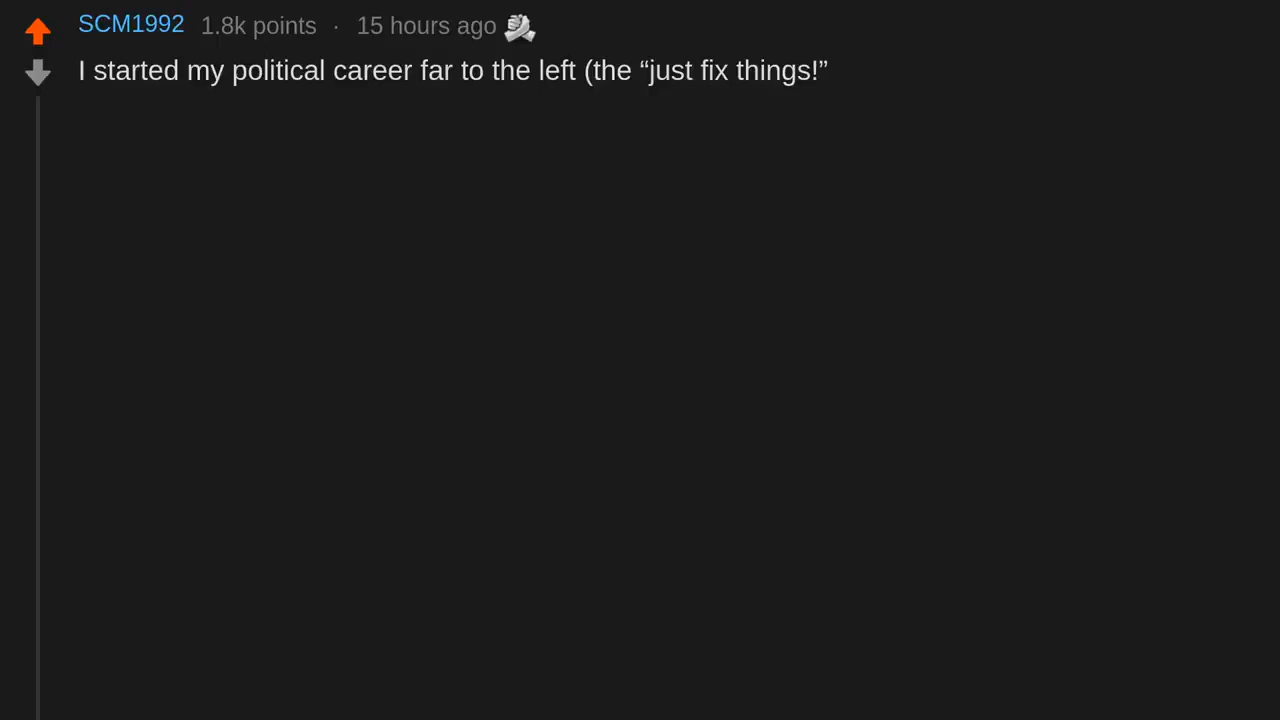 SCM1992 1.8k points · 15 hours ago
I started my political career far to the left (the “just fix things!”